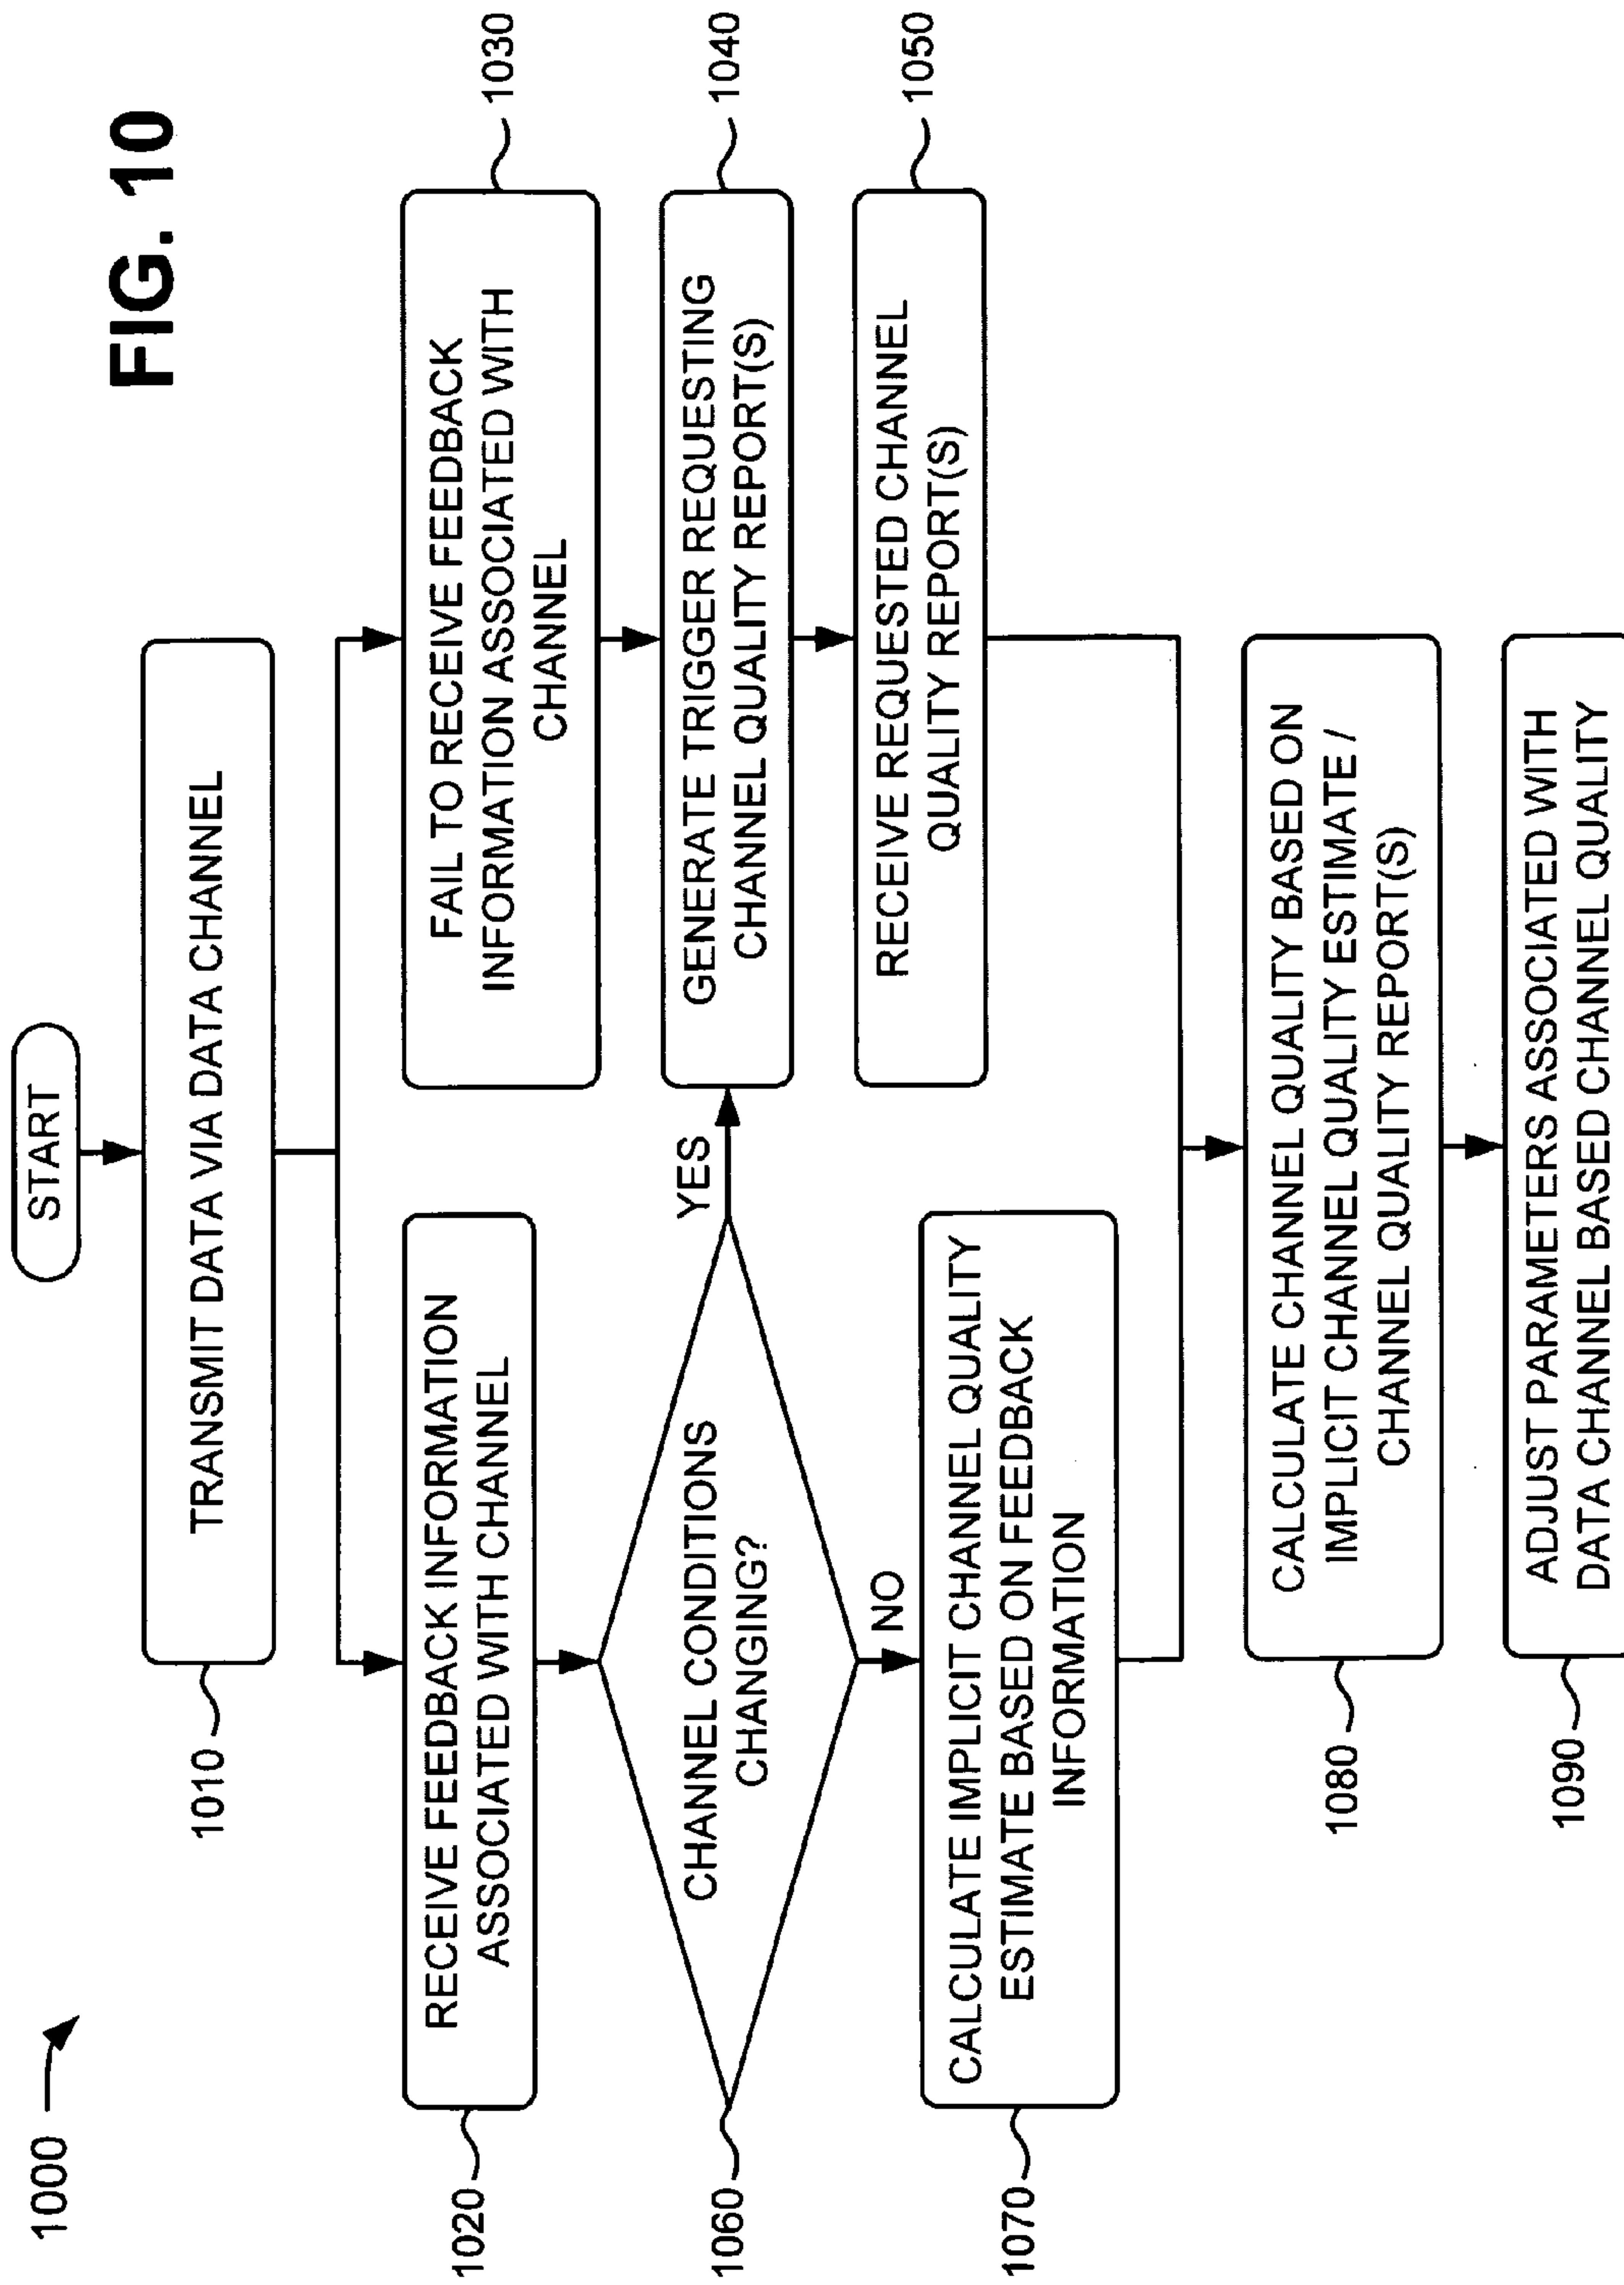 FIG. 10
1000
START
TRANSMIT DATA VIA DATA CHANNEL
1010
RECEIVE FEEDBACK INFORMATION
ASSOCIATED WITH CHANNEL
1020
FAIL TO RECEIVE FEEDBACK
INFORMATION ASSOCIATED WITH
CHANNEL
1030
CHANNEL CONDITIONS
CHANGING?
1060
YES
NO
GENERATE TRIGGER REQUESTING
CHANNEL QUALITY REPORT(S)
1040
RECEIVE REQUESTED CHANNEL
QUALITY REPORT(S)
1050
CALCULATE IMPLICIT CHANNEL QUALITY
ESTIMATE BASED ON FEEDBACK
INFORMATION
1070
CALCULATE CHANNEL QUALITY BASED ON
IMPLICIT CHANNEL QUALITY ESTIMATE /
CHANNEL QUALITY REPORT(S)
1080
ADJUST PARAMETERS ASSOCIATED WITH
DATA CHANNEL BASED CHANNEL QUALITY
1090